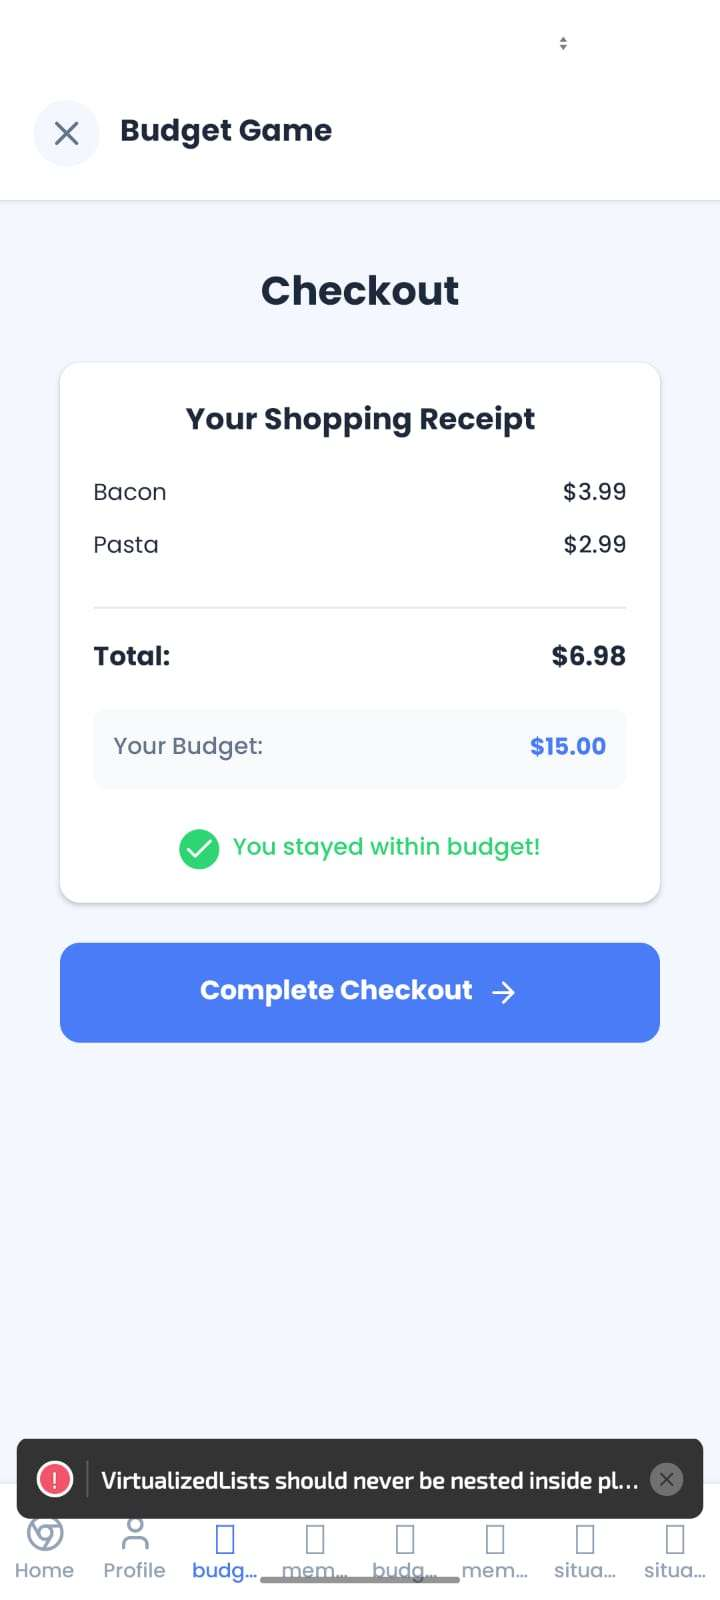 Budget Game
Checkout
Your Shopping Receipt
Bacon $3.99
Pasta $2.99
Total: $6.98
Your Budget: $15.00
You stayed within budget!
Complete Checkout →
VirtualizedLists should never be nested inside pl...
Home Profile budg... mem... budg... mem... situa... situa...